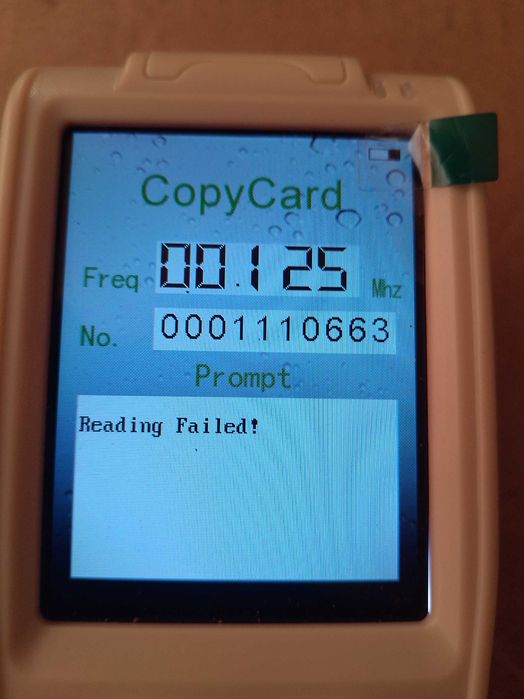 CopyCard
Freq 00.125 Mhz
No. 0001110663
Prompt
Reading Failed!